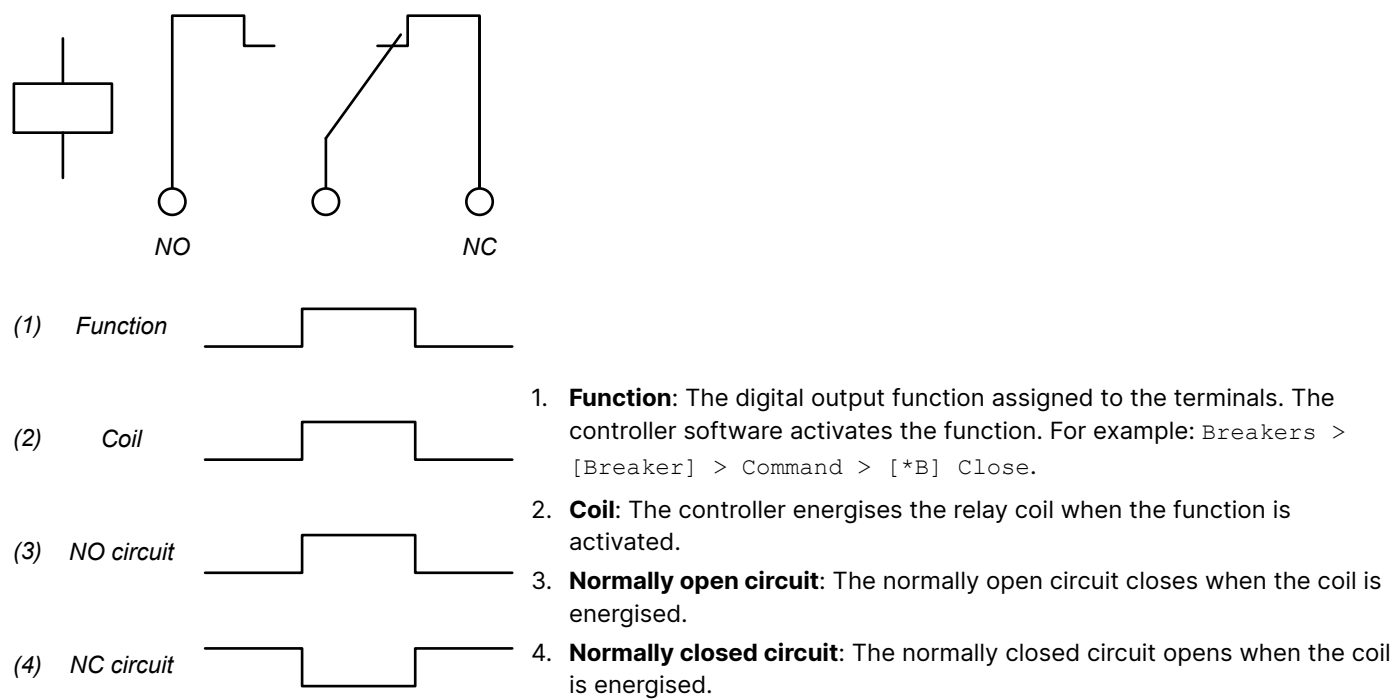 NO
NC
(1) Function
(2) Coil
(3) NO circuit
(4) NC circuit
1. Function: The digital output function assigned to the terminals. The
controller software activates the function. For example: Breakers >
[Breaker] > Command > [*B] Close.
2. Coil: The controller energises the relay coil when the function is
activated.
3. Normally open circuit: The normally open circuit closes when the coil is
energised.
4. Normally closed circuit: The normally closed circuit opens when the coil
is energised.